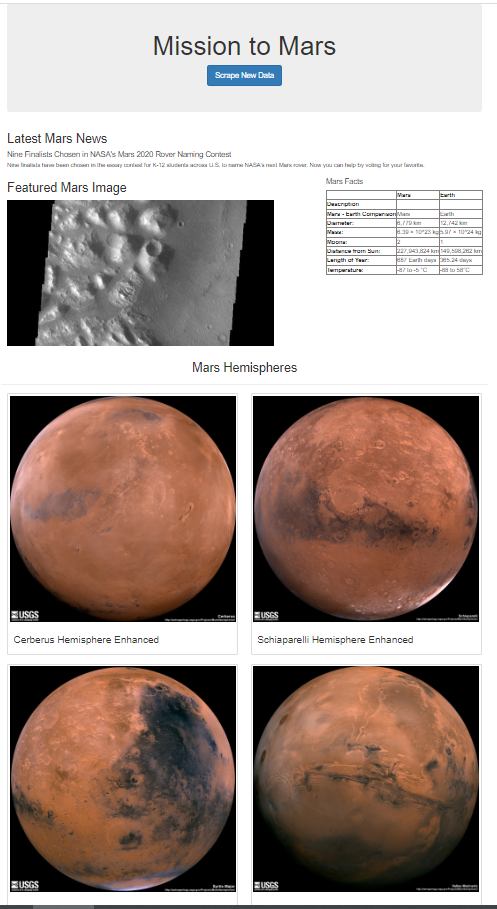 Mission to Mars
Scrape New Data
Latest Mars News
Nine Finalists Chosen in NASA's Mars 2020 Rover Naming Contest
Nine finalists have been chosen in the essay contest for K-12 students across U.S. to name NASA's next Mars rover. Now you can help by voting for your favorite.
Featured Mars Image
Mars Facts
Mars Earth
Description
Mars - Earth Comparison Mars Earth
Diameter: 6,779 km 12,742 km
Mass: 6.39 × 10^23 kg 5.97 × 10^24 kg
Moons: 2 1
Distance from Sun: 227,943,824 km 149,598,262 km
Length of Year: 687 Earth days 365.24 days
Temperature: -87 to -5 °C -88 to 58°C
Mars Hemispheres
USGS Cerberus
USGS Schiaparelli
Cerberus Hemisphere Enhanced
Schiaparelli Hemisphere Enhanced
USGS Syrtis Major
USGS Valles Marineris